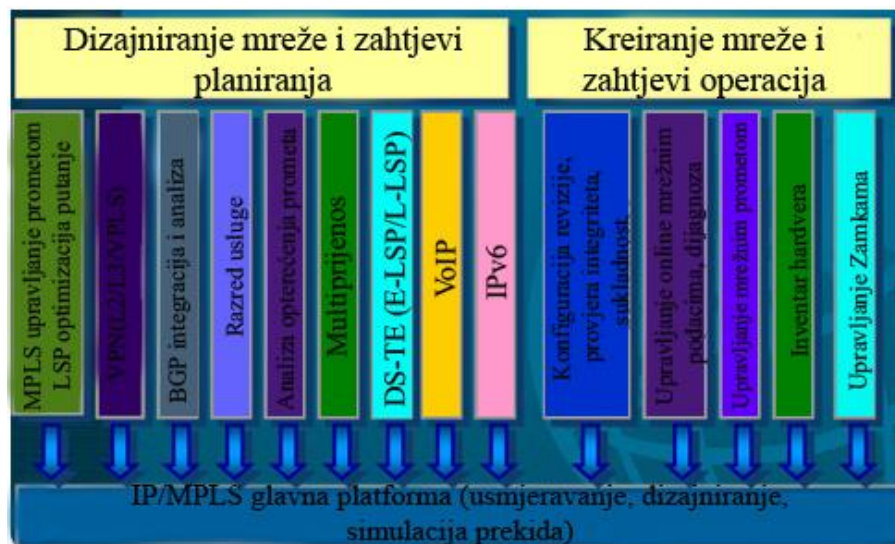 Dizajniranje mreže i zahtjevi
planiranja
Kreiranje mreže i
zahtjevi operacija
MPLS upravljanje prometom
LSP optimizacija putanje
VPN(L2/L3/VPLS)
BGP integracija i analiza
Razred usluge
Analiza opterećenja prometa
Multiprijenos
DS-TE (E-LSP/L-LSP)
VoIP
IPv6
Konfiguracija revizije,
provjera integriteta,
sukladnost
Upravljanje online mrežnim
podacima, dijagnoza
Upravljanje mrežnim prometom
Inventar hardvera
Upravljanje Zamkama
IP/MPLS glavna platforma (usmjeravanje, dizajniranje,
simulacija prekida)